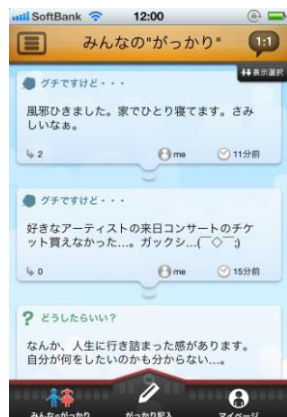 SoftBank 12:00
みんなの"がっかり"
1:1
表示選択
グチですけど・・・
風邪ひきました。家でひとり寝てます。さみ
しいなぁ。
2 me 11分前
グチですけど・・・
好きなアーティストの来日コンサートのチケ
ット買えなかった…。ガックシ…(￣◇￣;)
0 me 15分前
? どうしたらいい?
なんか、人生に行き詰まった感があります。
自分が何をしたいのかも分からない…。
みんなのがっかり がっかり記入 マイページ